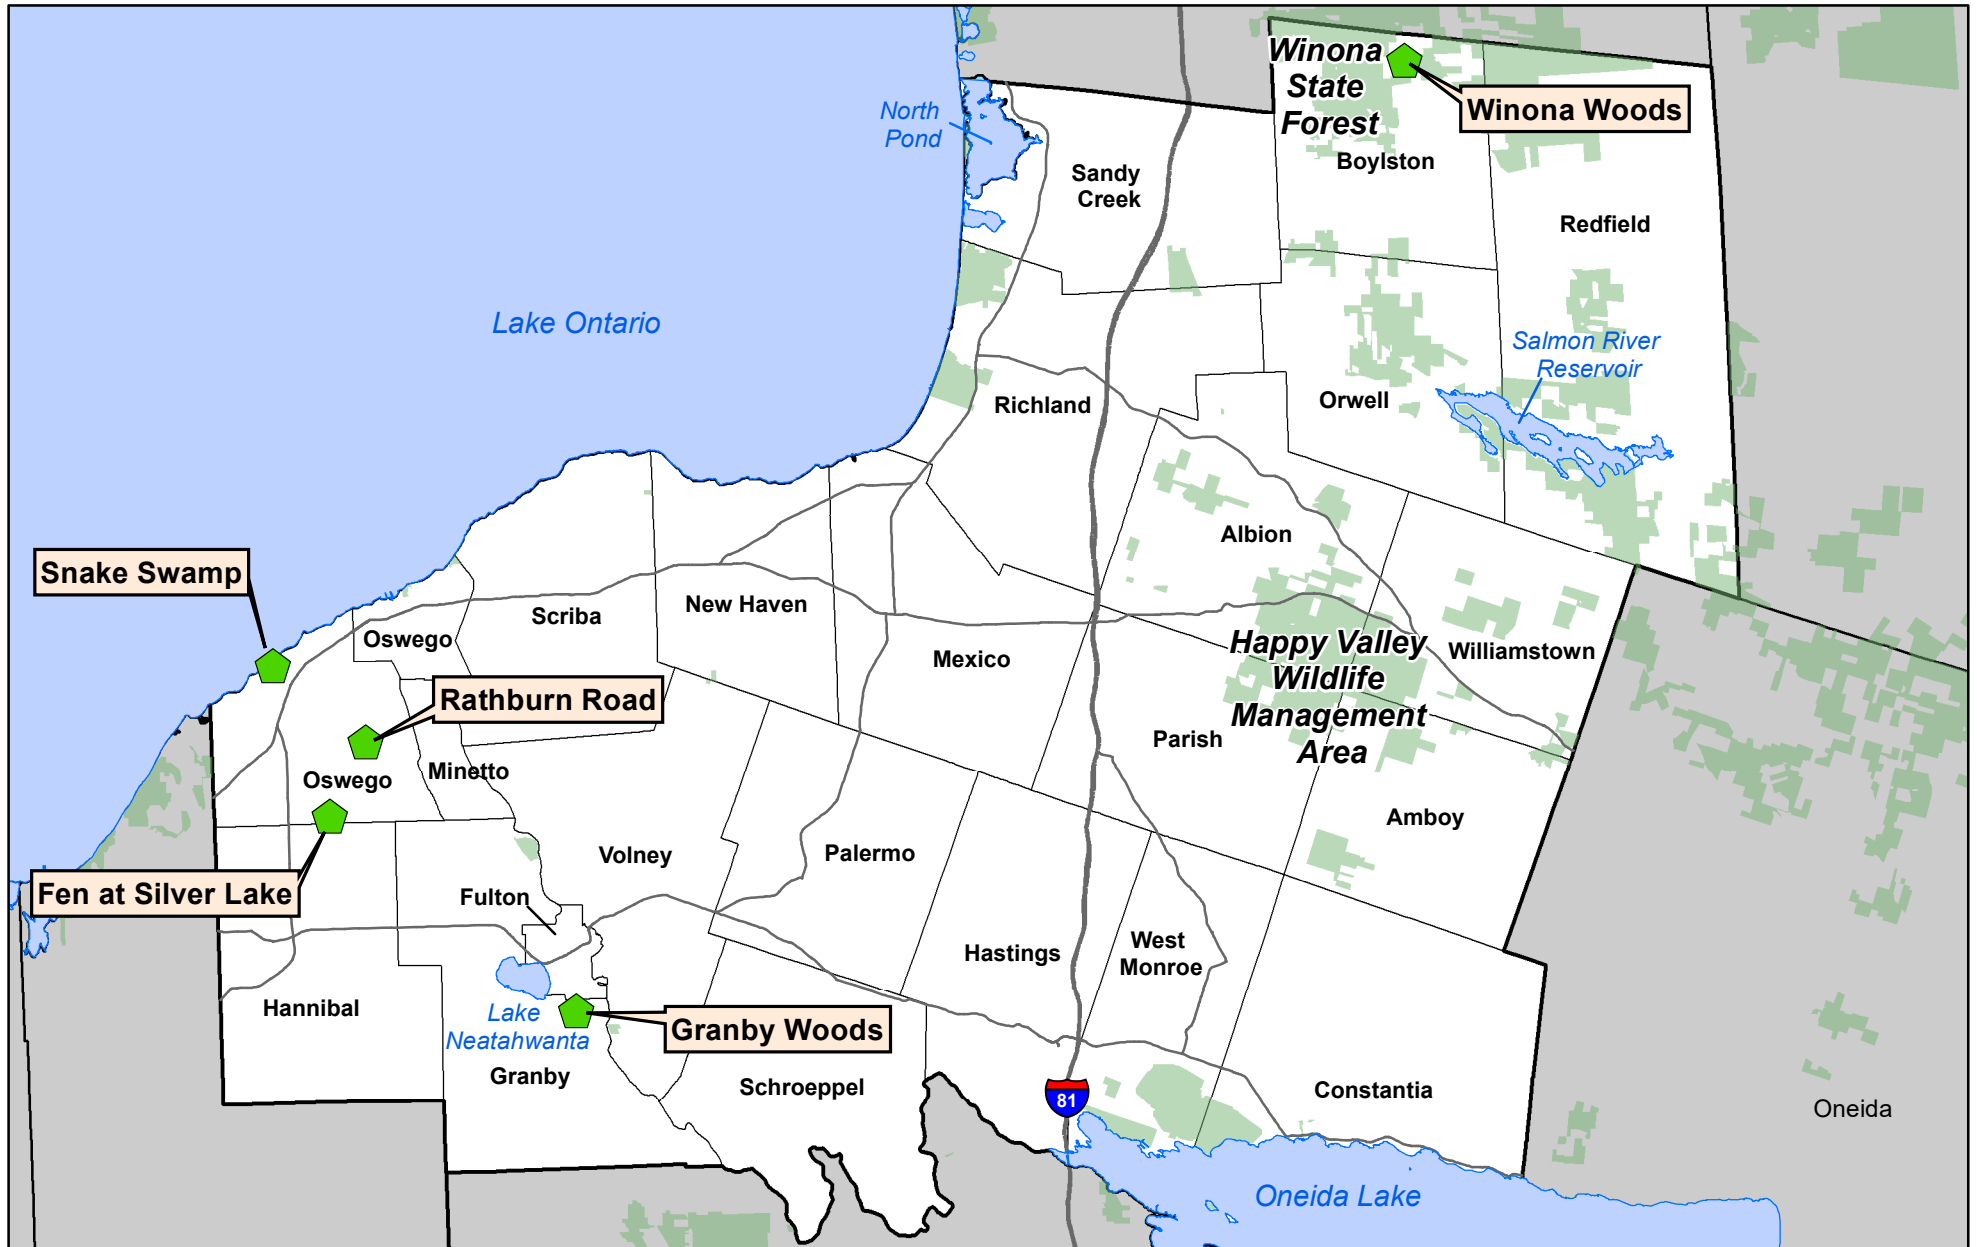 Winona
State
Forest
Winona Woods
North
Pond
Boylston
Sandy
Creek
Redfield
Lake Ontario
Salmon River
Reservoir
Orwell
Richland
Albion
Snake Swamp
New Haven
Scriba
Oswego
Happy Valley
Wildlife
Management
Area
Williamstown
Mexico
Rathburn Road
Parish
Minetto
Oswego
Amboy
Volney
Palermo
Fen at Silver Lake
Fulton
West
Monroe
Hastings
Hannibal
Lake
Neatahwanta
Granby Woods
Granby
Schroeppel
Constantia
81
Oneida
Oneida Lake